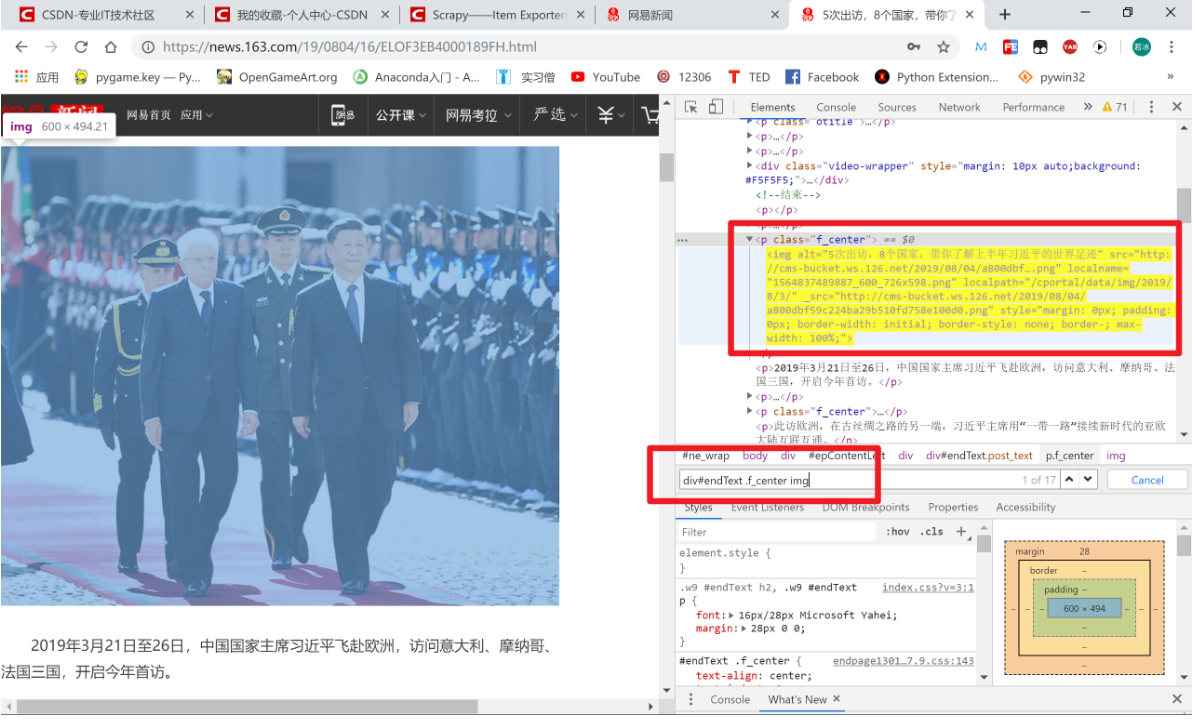 CSDN-专业IT技术社区
我的收藏-个人中心-CSDN
Scrapy——Item Exporters
网易新闻
5次出访，8个国家，带你了
https://news.163.com/19/0804/16/ELOF3EB4000189FH.html
应用
pygame.key — Py...
OpenGameArt.org
Anaconda入门 - A...
实习僧
YouTube
12306
TED
Facebook
Python Extension...
pywin32
»
新闻
网易首页
应用
公开课
网易考拉
严选
img 600 × 494.21
Elements
Console
Sources
Network
Performance
»
71
<p class="otitle">…</p>
<p>…</p>
<p>…</p>
<div class="video-wrapper" style="margin: 10px auto;background:
#F5F5F5;">…</div>
<!--结束-->
<p></p>
<p>…</p>
<p class="f_center"> == $0
<img alt="5次出访，8个国家，带你了解上半年习近平的世界足迹" src="http:
//cms-bucket.ws.126.net/2019/08/04/a800dbf….png" localname=
"1564837489887_600_726x598.png" localpath="/cportal/data/img/2019/
8/3/" _src="http://cms-bucket.ws.126.net/2019/08/04/
a800dbf59c224ba29b510fd758e100d0.png" style="margin: 0px; padding:
0px; border-width: initial; border-style: none; border-; max-
width: 100%;">
<p>2019年3月21日至26日，中国国家主席习近平飞赴欧洲，访问意大利、摩纳哥、法
国三国，开启今年首访。</p>
<p>…</p>
<p class="f_center">…</p>
<p>此访欧洲，在古丝绸之路的另一端，习近平主席用“一带一路”接续新时代的亚欧
大陆互联互通。</p>
#ne_wrap body div #epContentLeft div div#endText.post_text p.f_center img
div#endText .f_center img
1 of 17
Cancel
Styles
Event Listeners
DOM Breakpoints
Properties
Accessibility
Filter
:hov .cls +
element.style {
}
.w9 #endText h2, .w9 #endText index.css?v=3:1
p {
font: 16px/28px Microsoft Yahei;
margin: 28px 0 0;
}
#endText .f_center { endpage1301…7.9.css:143
text-align: center;
margin 28
border –
padding –
600 × 494
2019年3月21日至26日，中国国家主席习近平飞赴欧洲，访问意大利、摩纳哥、
法国三国，开启今年首访。
Console
What's New